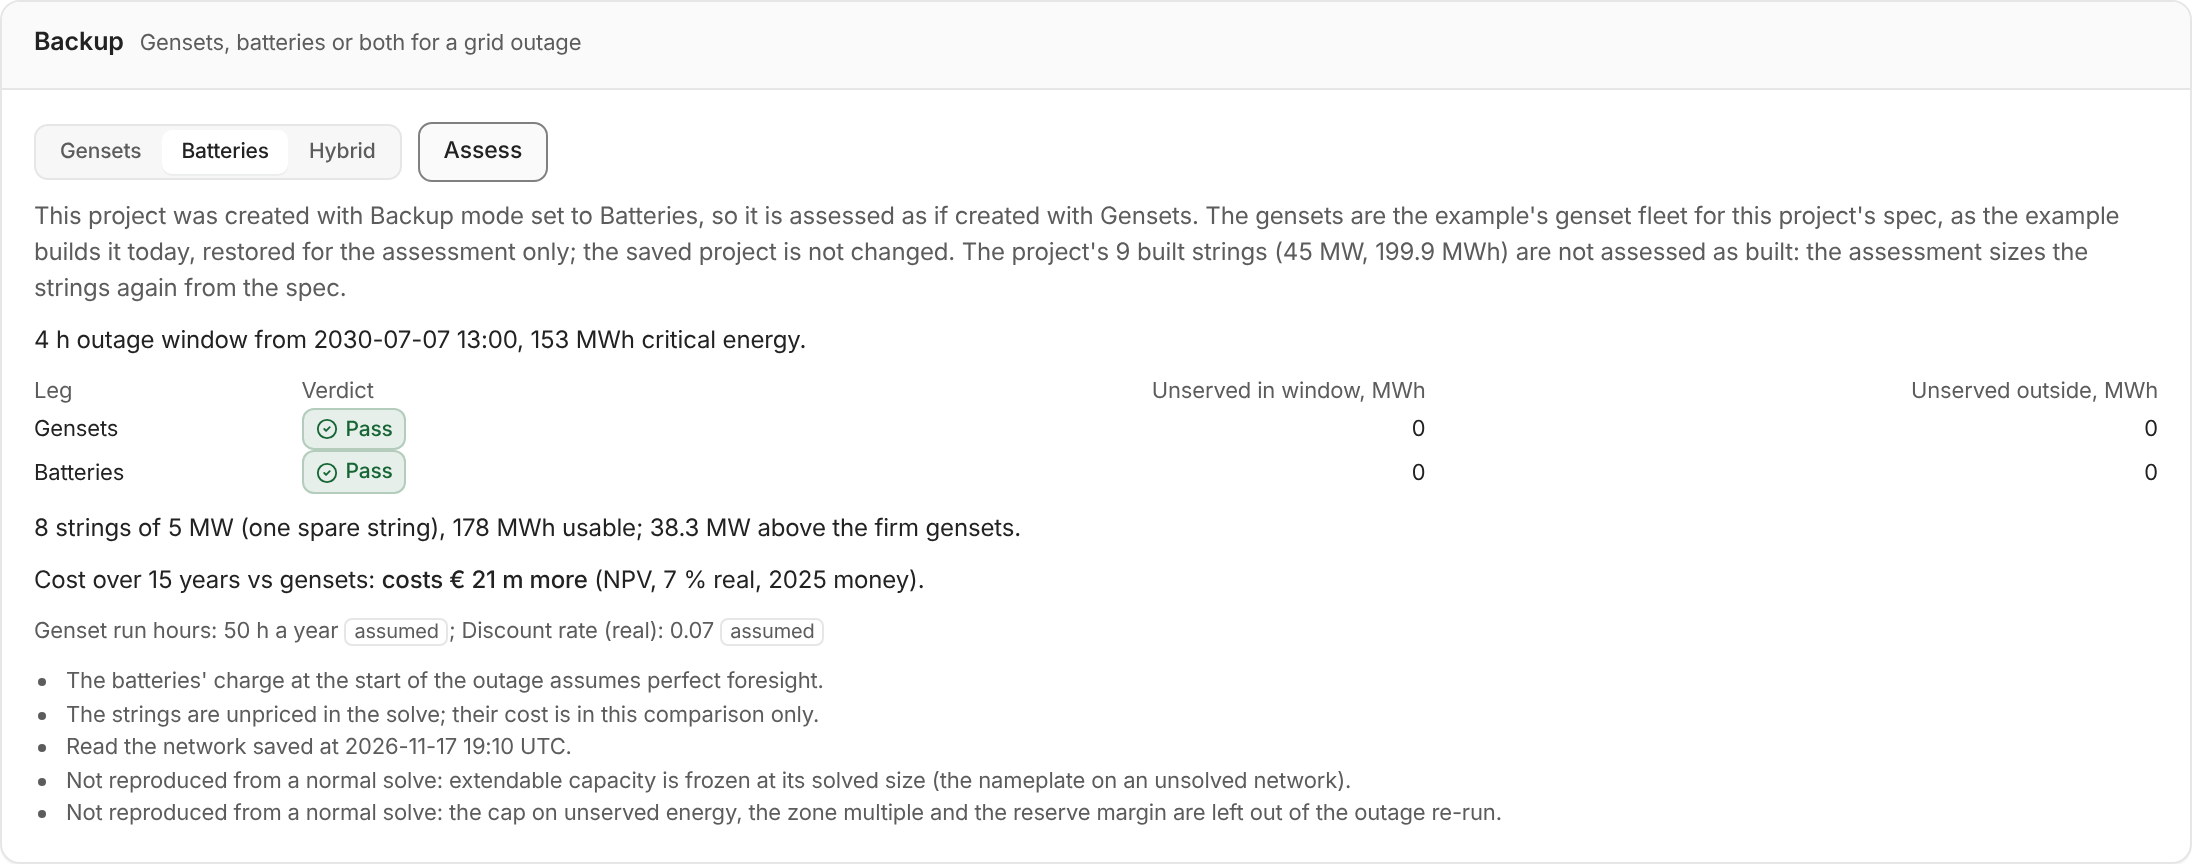 Backup Gensets, batteries or both for a grid outage
Gensets Batteries Hybrid Assess
This project was created with Backup mode set to Batteries, so it is assessed as if created with Gensets. The gensets are the example's genset fleet for this project's spec, as the example
builds it today, restored for the assessment only; the saved project is not changed. The project's 9 built strings (45 MW, 199.9 MWh) are not assessed as built: the assessment sizes the
strings again from the spec.
4 h outage window from 2030-07-07 13:00, 153 MWh critical energy.
Leg Verdict Unserved in window, MWh Unserved outside, MWh
Gensets Pass 0 0
Batteries Pass 0 0
8 strings of 5 MW (one spare string), 178 MWh usable; 38.3 MW above the firm gensets.
Cost over 15 years vs gensets: costs € 21 m more (NPV, 7 % real, 2025 money).
Genset run hours: 50 h a year assumed; Discount rate (real): 0.07 assumed
• The batteries' charge at the start of the outage assumes perfect foresight.
• The strings are unpriced in the solve; their cost is in this comparison only.
• Read the network saved at 2026-11-17 19:10 UTC.
• Not reproduced from a normal solve: extendable capacity is frozen at its solved size (the nameplate on an unsolved network).
• Not reproduced from a normal solve: the cap on unserved energy, the zone multiple and the reserve margin are left out of the outage re-run.